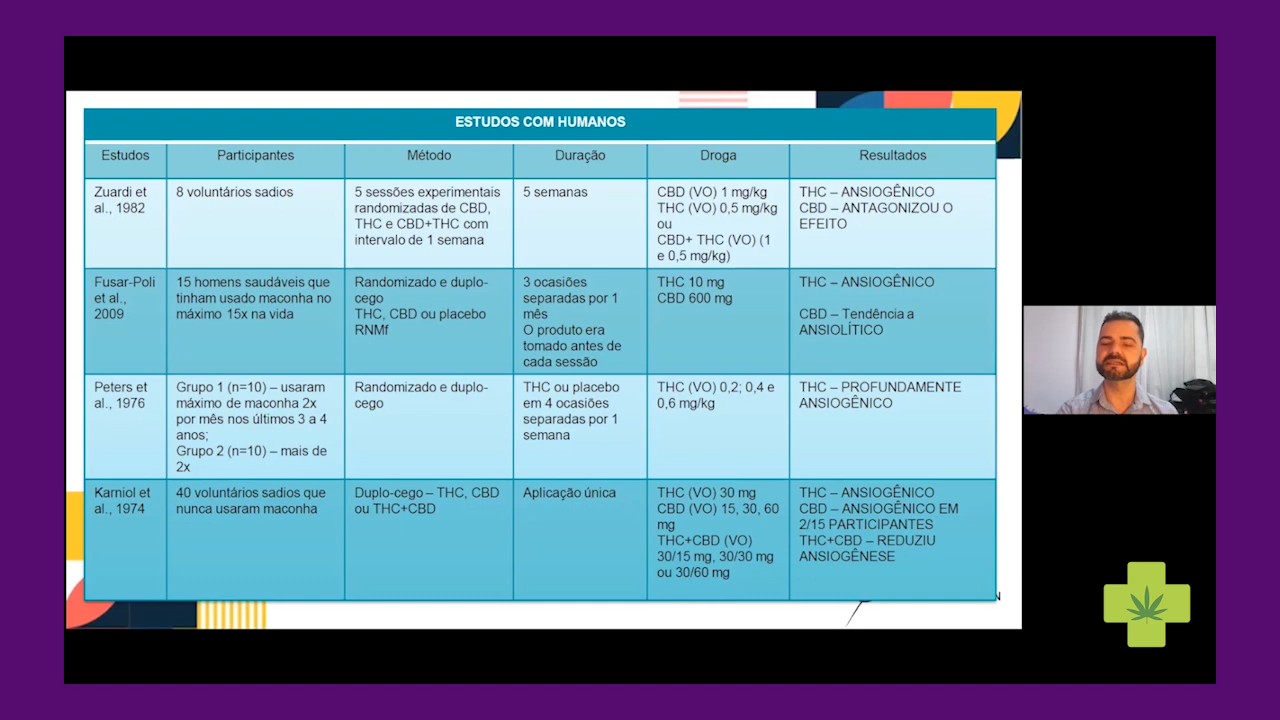 ESTUDOS COM HUMANOS
Estudos
Participantes
Método
Duração
Droga
Resultados
Zuardi et
al., 1982
8 voluntários sadios
5 sessões experimentais
randomizadas de CBD,
THC e CBD+THC com
intervalo de 1 semana
5 semanas
CBD (VO) 1 mg/kg
THC (VO) 0,5 mg/kg
ou
CBD+ THC (VO) (1
e 0,5 mg/kg)
THC – ANSIOGÊNICO
CBD – ANTAGONIZOU O
EFEITO
Fusar-Poli
et al.,
2009
15 homens saudáveis que
tinham usado maconha no
máximo 15x na vida
Randomizado e duplo-
cego
THC, CBD ou placebo
RNMf
3 ocasiões
separadas por 1
mês
O produto era
tomado antes de
cada sessão
THC 10 mg
CBD 600 mg
THC – ANSIOGÊNICO
CBD – Tendência a
ANSIOLÍTICO
Peters et
al., 1976
Grupo 1 (n=10) – usaram
máximo de maconha 2x
por mês nos últimos 3 a 4
anos;
Grupo 2 (n=10) – mais de
2x
Randomizado e duplo-
cego
THC ou placebo
em 4 ocasiões
separadas por 1
semana
THC (VO) 0,2; 0,4 e
0,6 mg/kg
THC – PROFUNDAMENTE
ANSIOGÊNICO
Karniol et
al., 1974
40 voluntários sadios que
nunca usaram maconha
Duplo-cego – THC, CBD
ou THC+CBD
Aplicação única
THC (VO) 30 mg
CBD (VO) 15, 30, 60
mg
THC+CBD (VO)
30/15 mg, 30/30 mg
ou 30/60 mg
THC – ANSIOGÊNICO
CBD – ANSIOGÊNICO EM
2/15 PARTICIPANTES
THC+CBD – REDUZIU
ANSIOGÊNESE